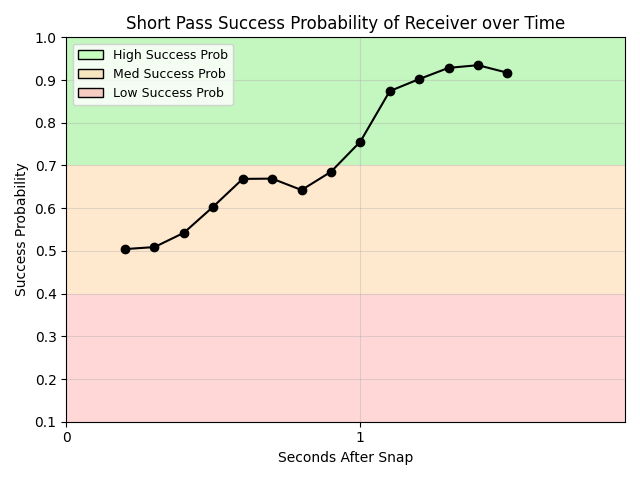 Short Pass Success Probability of Receiver over Time
High Success Prob
Med Success Prob
Low Success Prob
Success Probability
1.0
0.9
0.8
0.7
0.6
0.5
0.4
0.3
0.2
0.1
0
1
Seconds After Snap